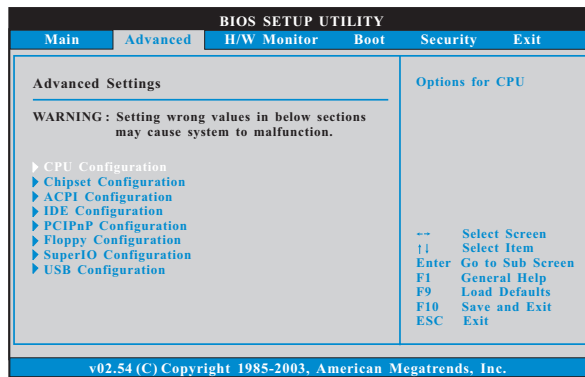 BIOS SETUP UTILITY
Main Advanced H/W Monitor Boot Security Exit
Advanced Settings
WARNING : Setting wrong values in below sections
may cause system to malfunction.
CPU Configuration
Chipset Configuration
ACPI Configuration
IDE Configuration
PCIPnP Configuration
Floppy Configuration
SuperIO Configuration
USB Configuration
Options for CPU
←→ Select Screen
↑↓ Select Item
Enter Go to Sub Screen
F1 General Help
F9 Load Defaults
F10 Save and Exit
ESC Exit
v02.54 (C) Copyright 1985-2003, American Megatrends, Inc.